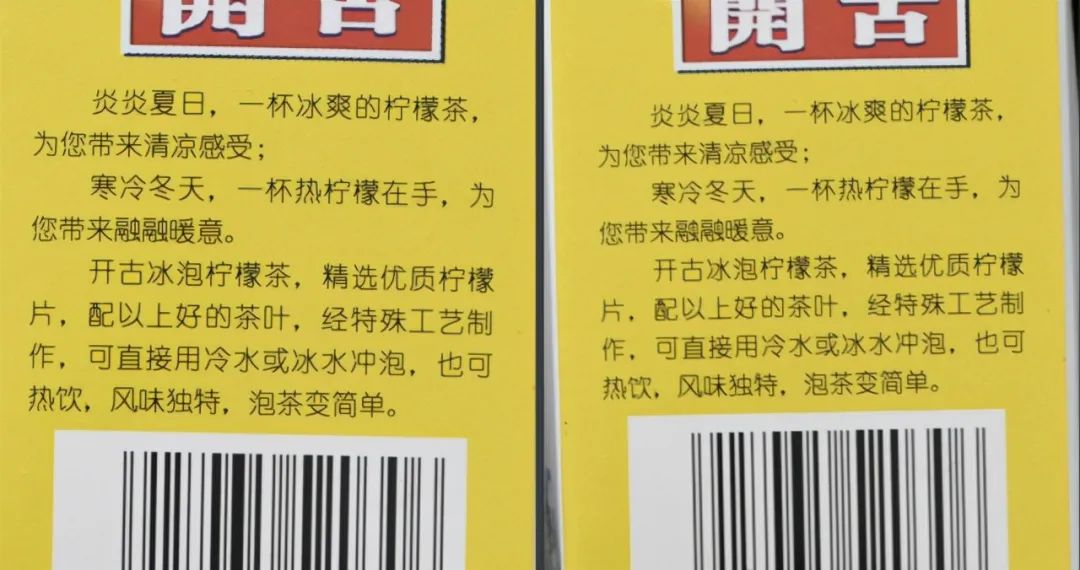 開古
炎炎夏日，一杯冰爽的柠檬茶，
为您带来清凉感受；
寒冷冬天，一杯热柠檬在手，为
您带来融融暖意。
开古冰泡柠檬茶，精选优质柠檬
片，配以上好的茶叶，经特殊工艺制
作，可直接用冷水或冰水冲泡，也可
热饮，风味独特，泡茶变简单。
開古
炎炎夏日，一杯冰爽的柠檬茶，
为您带来清凉感受；
寒冷冬天，一杯热柠檬在手，为
您带来融融暖意。
开古冰泡柠檬茶，精选优质柠檬
片，配以上好的茶叶，经特殊工艺制
作，可直接用冷水或冰水冲泡，也可
热饮，风味独特，泡茶变简单。